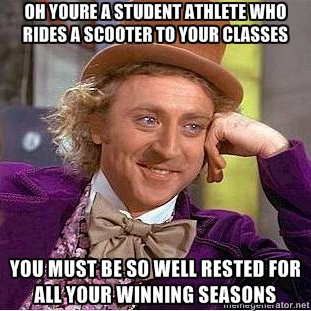 OH YOURE A STUDENT ATHLETE WHO
RIDES A SCOOTER TO YOUR CLASSES
YOU MUST BE SO WELL RESTED FOR
ALL YOUR WINNING SEASONS
memegenerator.net